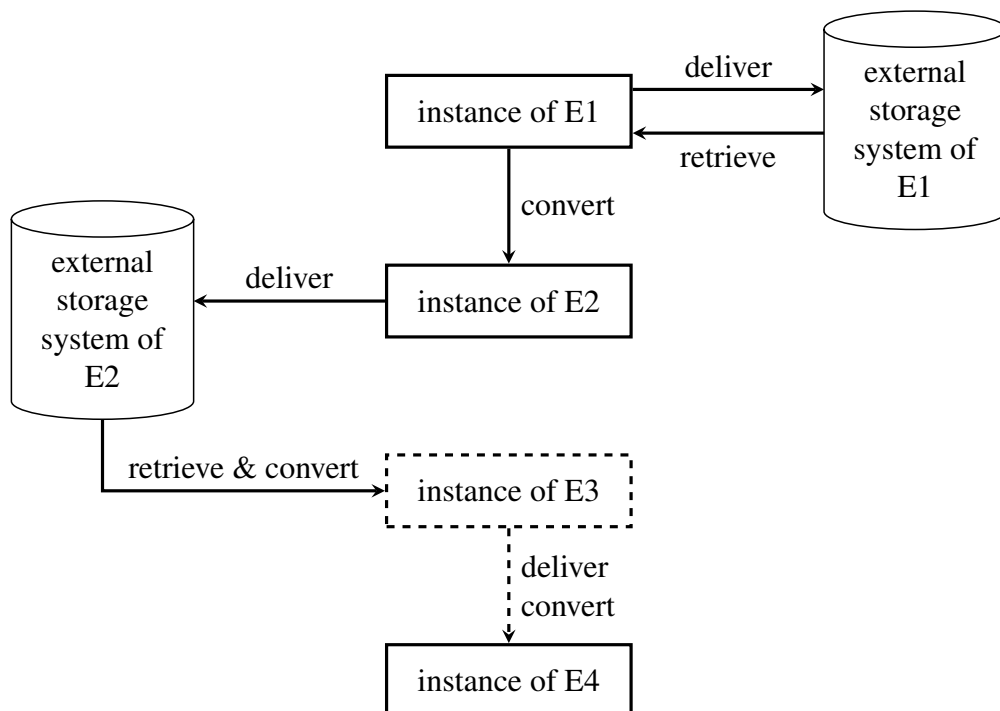 deliver
instance of E1
retrieve
external
storage
system of
E1
convert
external
storage
system of
E2
deliver
instance of E2
retrieve & convert
instance of E3
deliver
convert
instance of E4